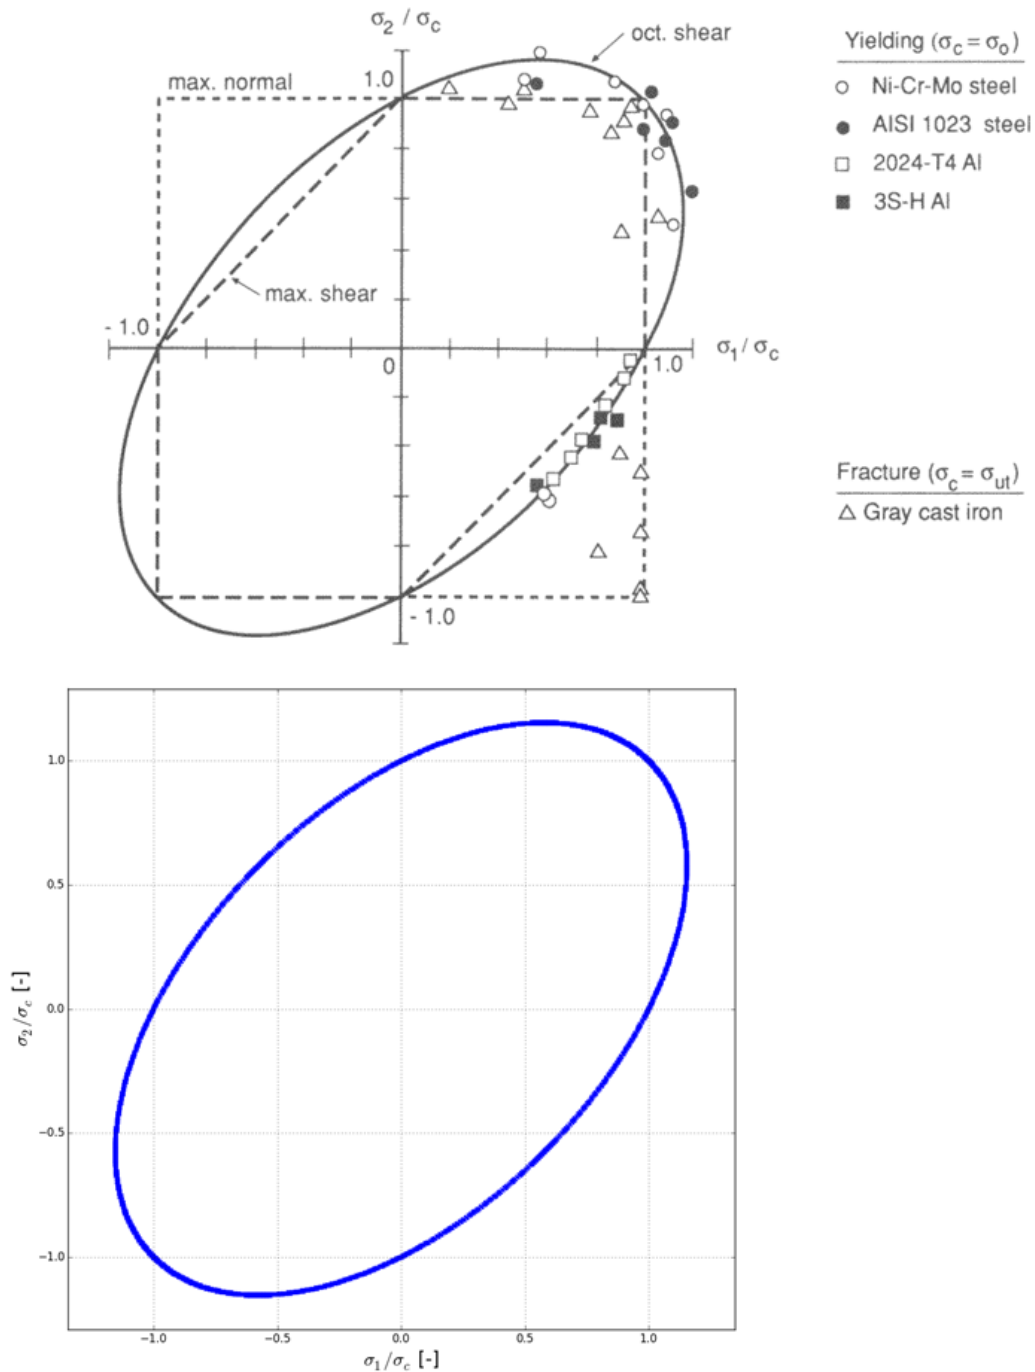 σ₂ / σc
oct. shear
max. normal
1.0
Yielding (σc = σo)
○ Ni-Cr-Mo steel
● AISI 1023 steel
□ 2024-T4 Al
■ 3S-H Al
max. shear
- 1.0
0
1.0
σ₁ / σc
- 1.0
Fracture (σc = σut)
△ Gray cast iron
1.0
0.5
0.0
−0.5
−1.0
σ₂/σc [-]
−1.0 −0.5 0.0 0.5 1.0
σ₁/σc [-]